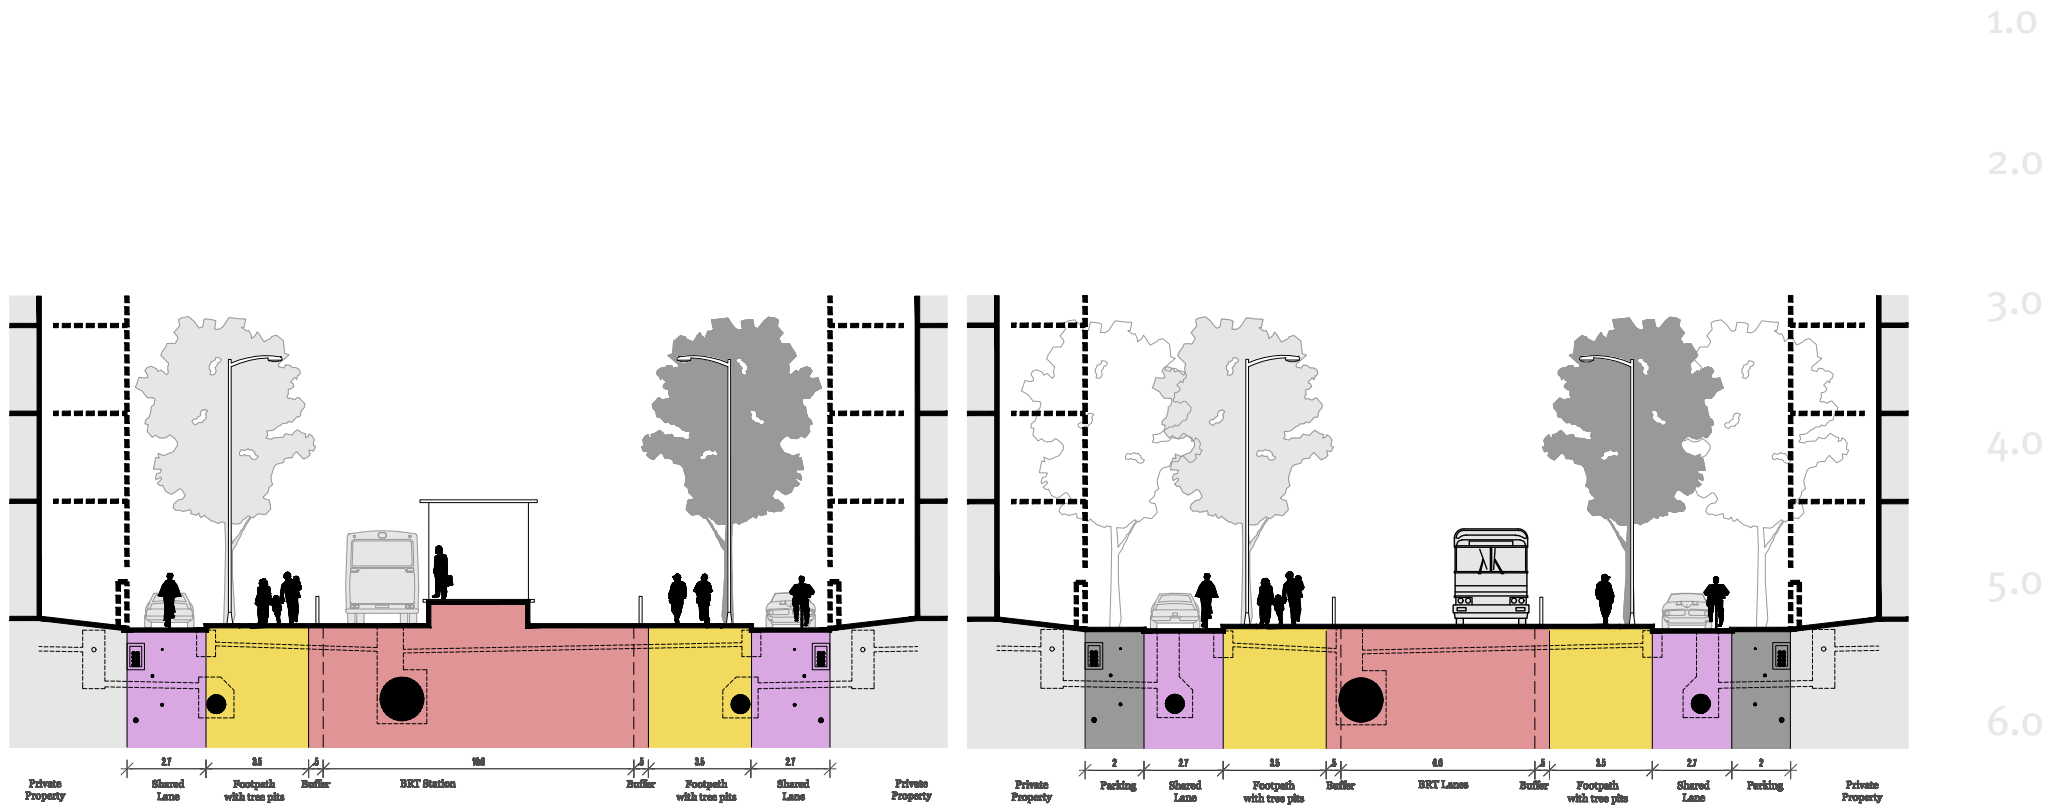 1.0
2.0
3.0
4.0
5.0
6.0
2.7
3.5
.5
10.6
.5
3.5
2.7
Private
Property
Shared
Lane
Footpath
with tree pits
Buffer
BRT Station
Buffer
Footpath
with tree pits
Shared
Lane
Private
Property
2
2.7
3.5
.5
6.6
.5
3.5
2.7
2
Private
Property
Parking
Shared
Lane
Footpath
with tree pits
Buffer
BRT Lanes
Buffer
Footpath
with tree pits
Shared
Lane
Parking
Private
Property